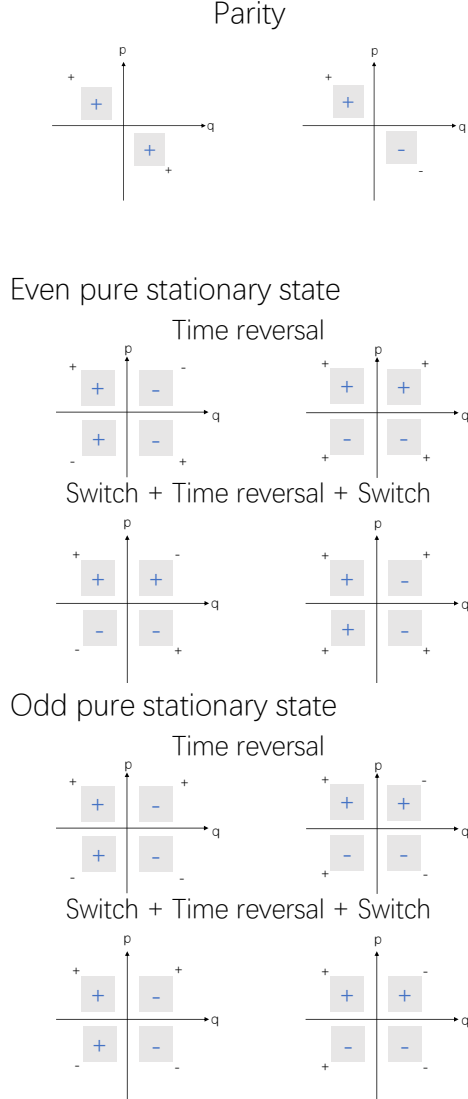 Parity
p p
+ +
+ +
q q
+ -
+ -
Even pure stationary state
Time reversal
p p
+ - + +
+ - + +
q q
+ - - -
- + + +
Switch + Time reversal + Switch
p p
+ - + +
+ + + -
q q
- - + -
- + + +
Odd pure stationary state
Time reversal
p p
+ + + -
+ - + +
q q
+ - - -
- - + -
Switch + Time reversal + Switch
p p
+ + + -
+ - + +
q q
+ - - -
- - + -